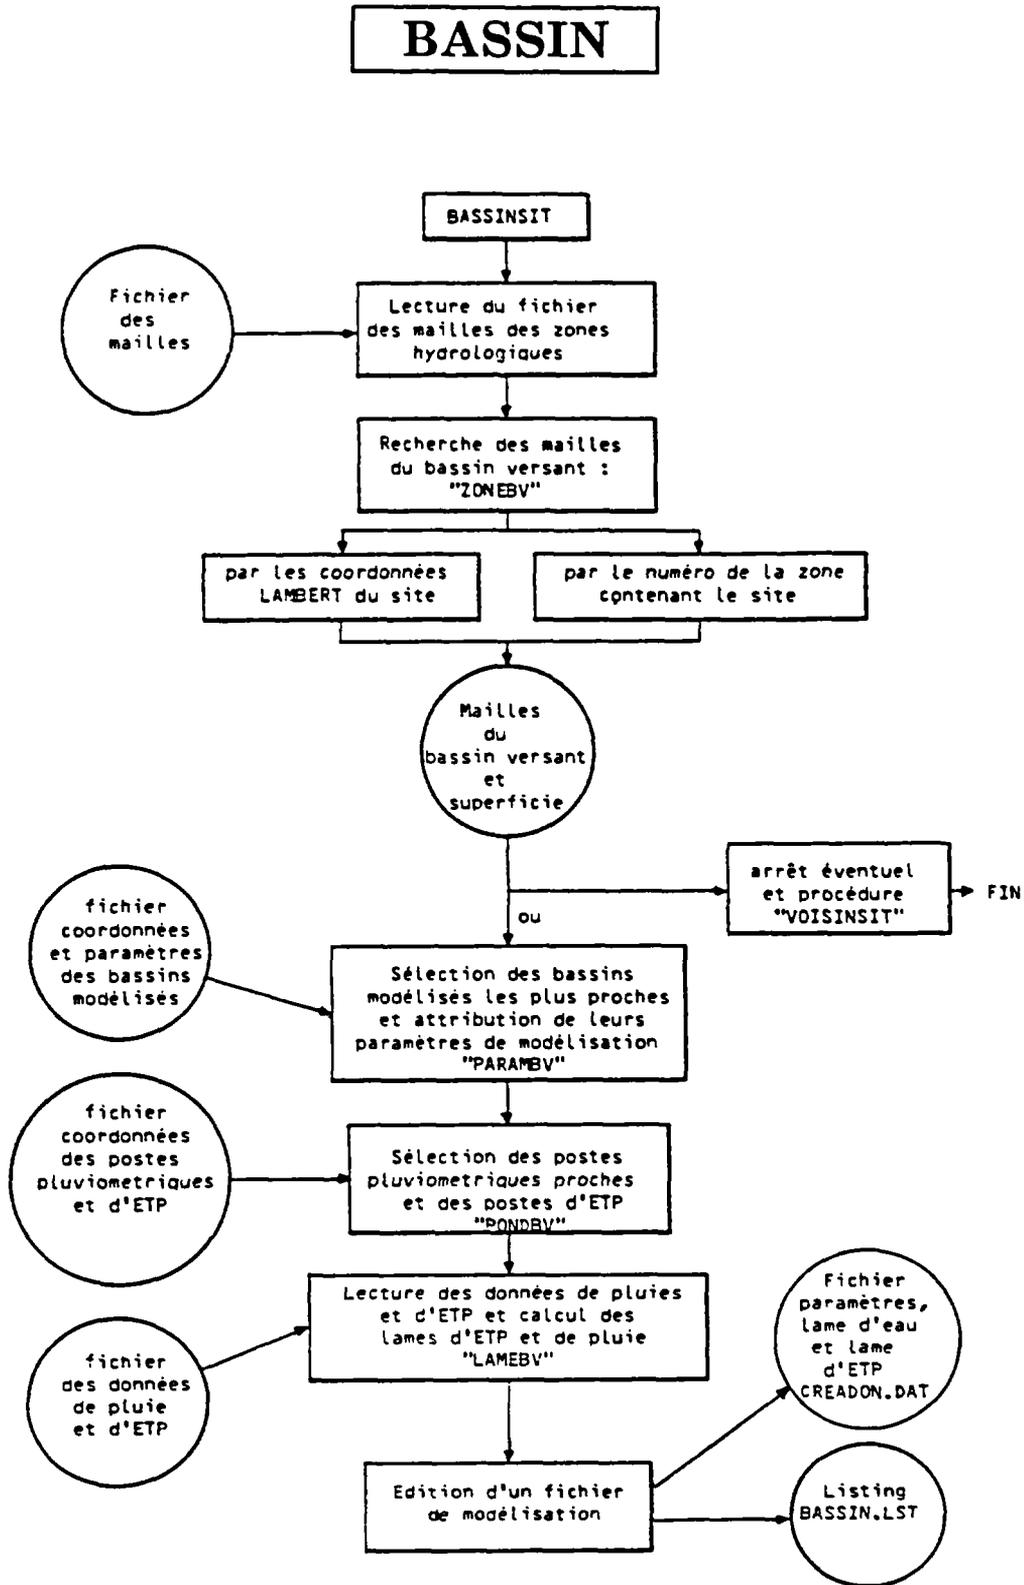 BASSIN
BASSINSIT
Fichier
des
mailles
Lecture du fichier
des mailles des zones
hydrologiques
Recherche des mailles
du bassin versant :
"ZONEBV"
par les coordonnées
LAMBERT du site
par le numéro de la zone
contenant le site
Mailles
du
bassin versant
et
superficie
arrêt éventuel
et procédure
"VOISINSIT"
FIN
ou
fichier
coordonnées
et paramètres
des bassins
modélisés
Sélection des bassins
modélisés les plus proches
et attribution de leurs
paramètres de modélisation
"PARAMBV"
fichier
coordonnées
des postes
pluviometriques
et d'ETP
Sélection des postes
pluviometriques proches
et des postes d'ETP
"PONDBV"
Lecture des données de pluies
et d'ETP et calcul des
lames d'ETP et de pluie
"LAMEBV"
fichier
des données
de pluie
et d'ETP
Fichier
paramètres,
lame d'eau
et lame
d'ETP
CREADON.DAT
Edition d'un fichier
de modélisation
Listing
BASSIN.LST